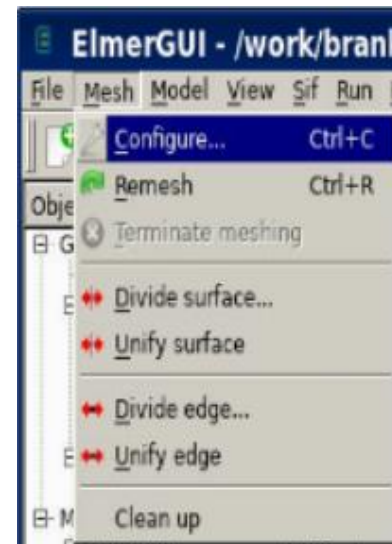 ElmerGUI - /work/bran
File Mesh Model View Sif Run
Configure... Ctrl+C
Remesh Ctrl+R
Obje
Terminate meshing
G
Divide surface...
Unify surface
Divide edge...
Unify edge
M Clean up